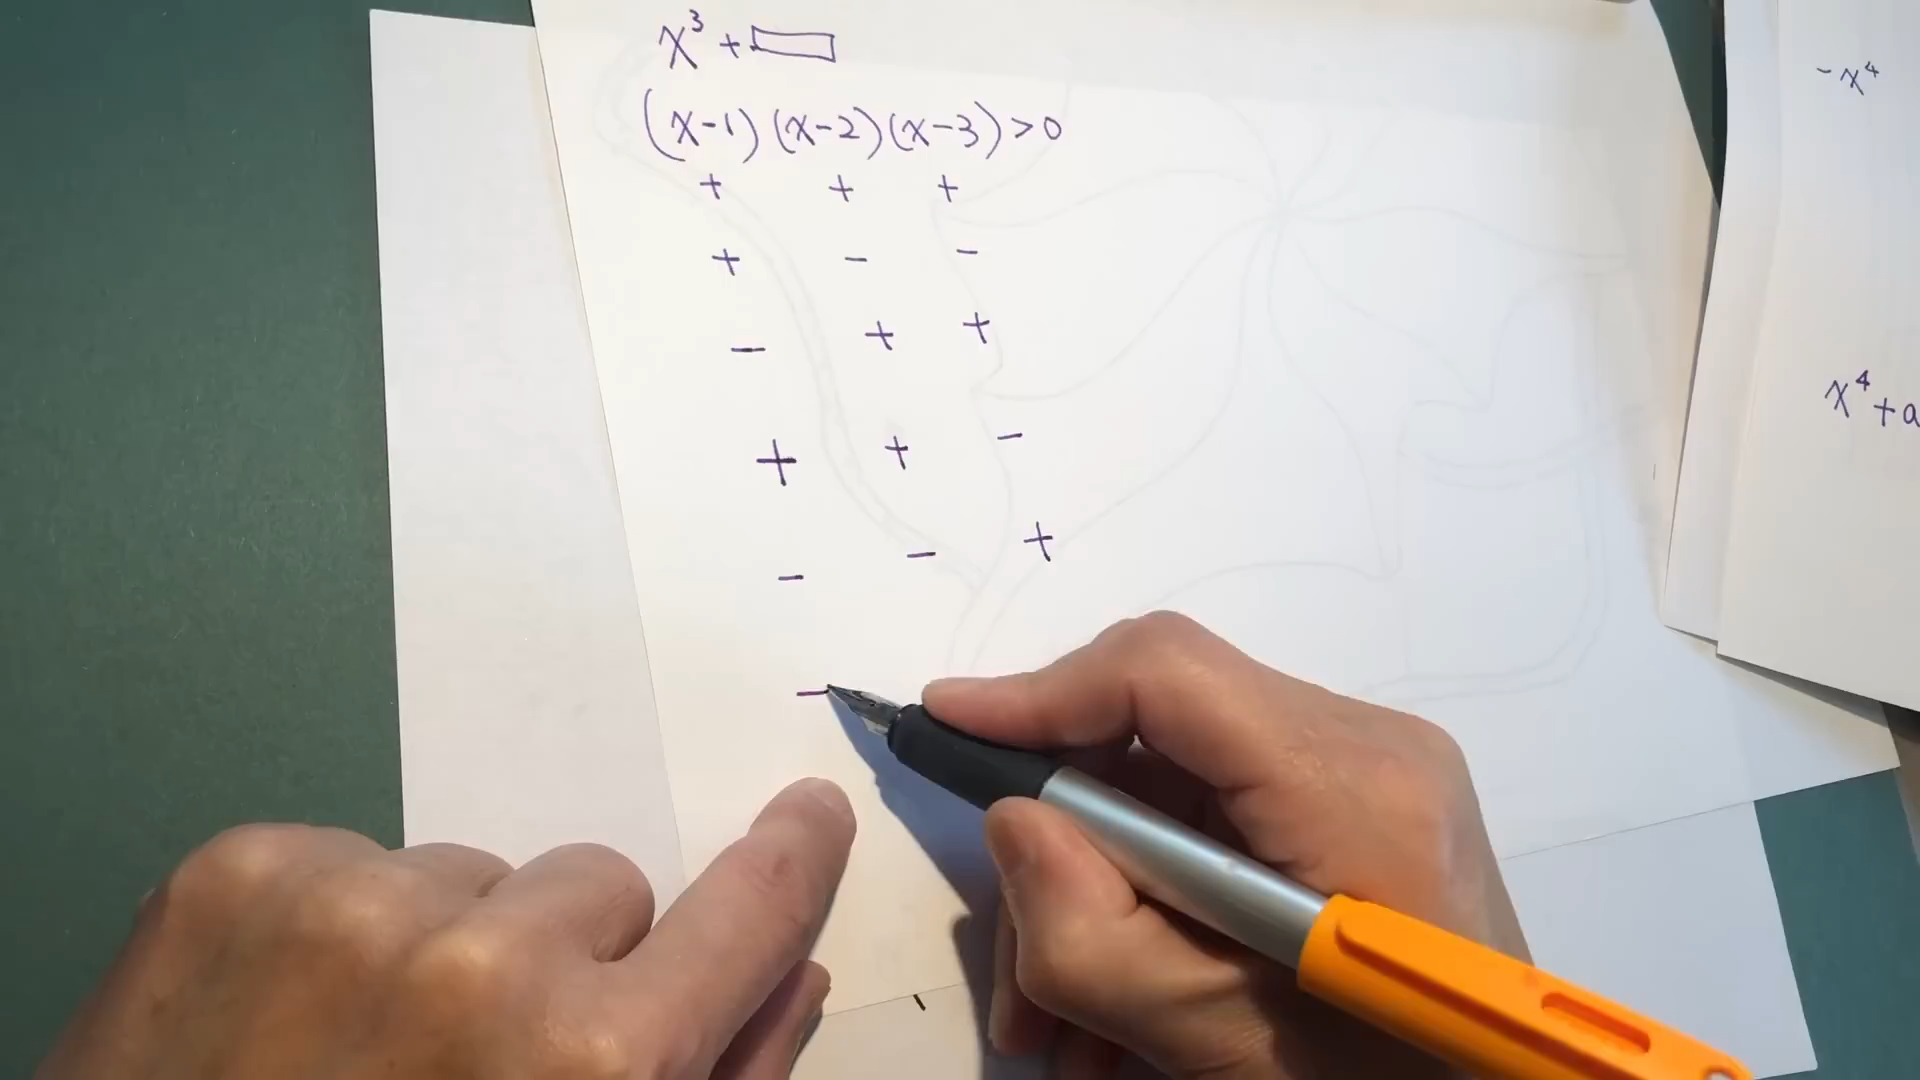 x³ + ▭
(x-1)(x-2)(x-3)>0
+ + +
+ - -
- + +
+ + -
- - +
-
-x⁴
x⁴+a